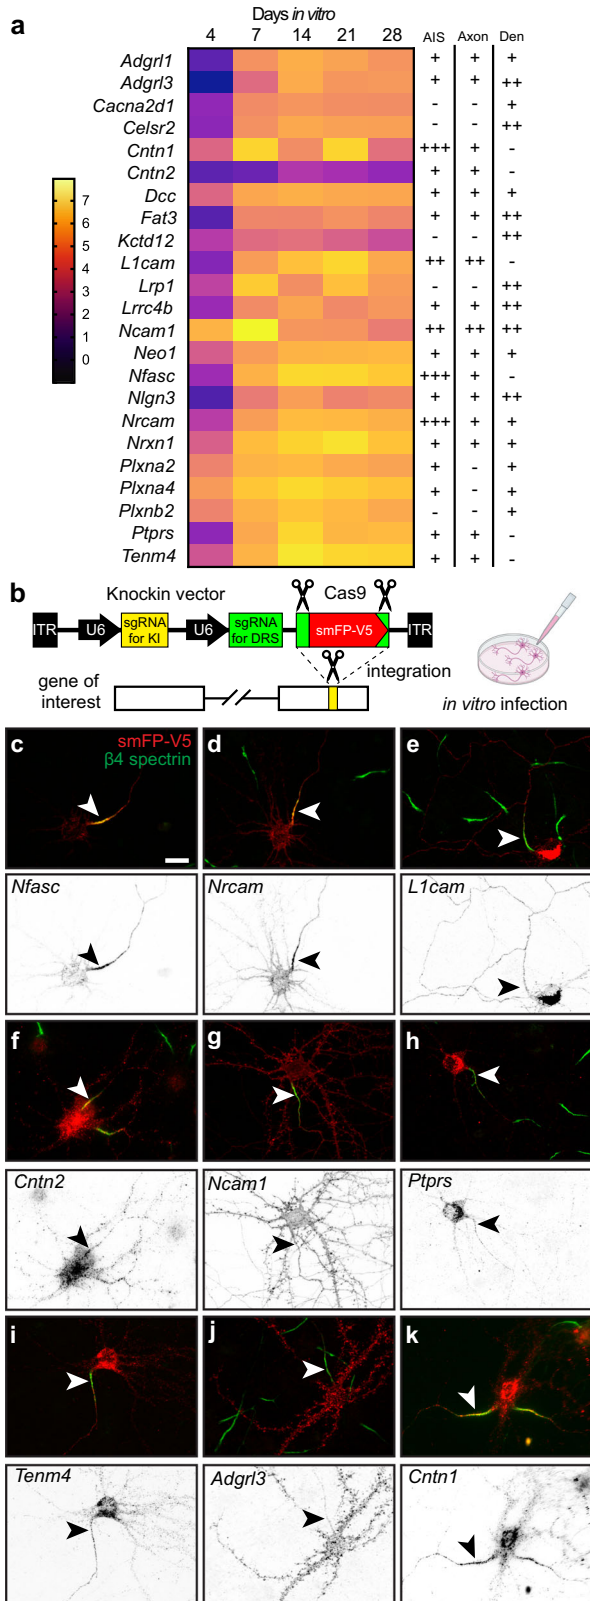 a
Days in vitro
4 7 14 21 28 AIS Axon Den
Adgrl1 + + +
Adgrl3 + + ++
Cacna2d1 - - +
Celsr2 - - ++
Cntn1 +++ + -
Cntn2 + + -
Dcc + + +
Fat3 + + ++
Kctd12 - - ++
L1cam ++ ++ -
Lrp1 - - ++
Lrrc4b + + ++
Ncam1 ++ ++ ++
Neo1 + + +
Nfasc +++ + -
Nlgn3 + + ++
Nrcam +++ + +
Nrxn1 + + +
Plxna2 + - +
Plxna4 + - +
Plxnb2 - - +
Ptprs + + -
Tenm4 + + -
7
6
5
4
3
2
1
0
b
Knockin vector Cas9
ITR U6 sgRNA for KI U6 sgRNA for DRS smFP-V5 ITR
integration
gene of
interest
in vitro infection
c d e
smFP-V5
β4 spectrin
Nfasc Nrcam L1cam
f g h
Cntn2 Ncam1 Ptprs
i j k
Tenm4 Adgrl3 Cntn1